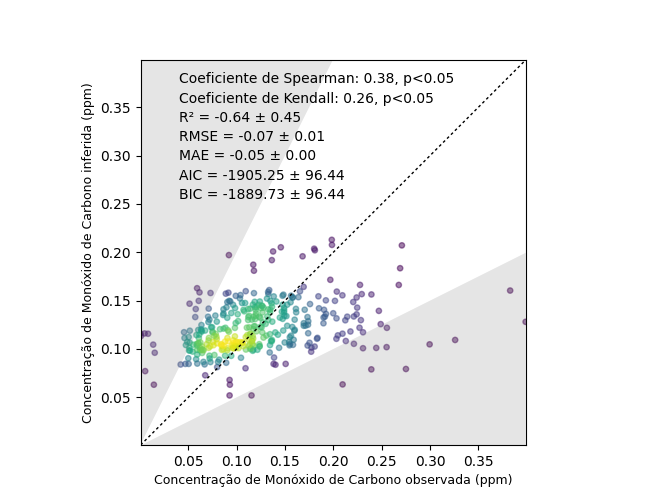 Coeficiente de Spearman: 0.38, p<0.05
Coeficiente de Kendall: 0.26, p<0.05
R² = -0.64 ± 0.45
RMSE = -0.07 ± 0.01
MAE = -0.05 ± 0.00
AIC = -1905.25 ± 96.44
BIC = -1889.73 ± 96.44
Concentração de Monóxido de Carbono inferida (ppm)
0.35
0.30
0.25
0.20
0.15
0.10
0.05
0.05 0.10 0.15 0.20 0.25 0.30 0.35
Concentração de Monóxido de Carbono observada (ppm)